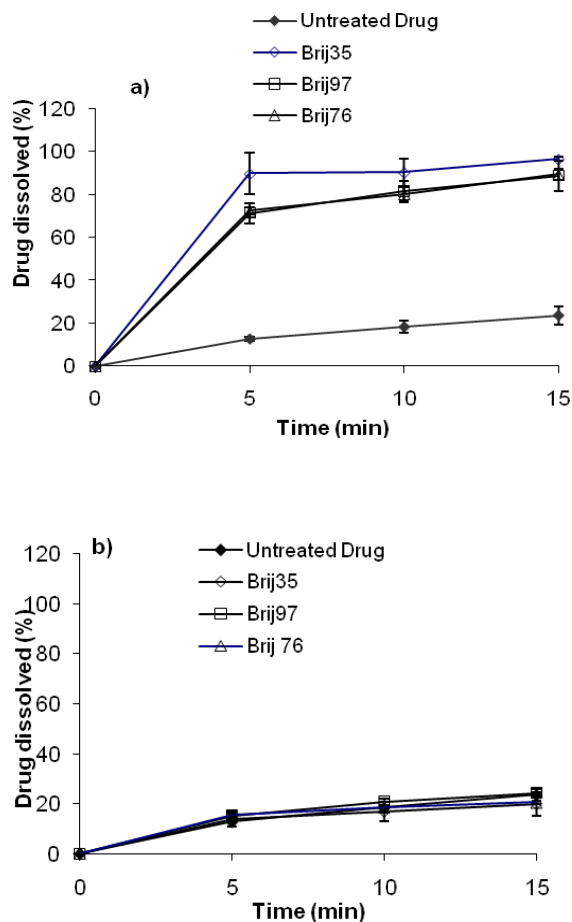 Untreated Drug
Brij35
Brij97
Brij76
a)
120
100
80
60
40
20
0
Drug dissolved (%)
0 5 10 15
Time (min)
b)
Untreated Drug
Brij35
Brij97
Brij 76
120
100
80
60
40
20
0
Drug dissolved (%)
0 5 10 15
Time (min)